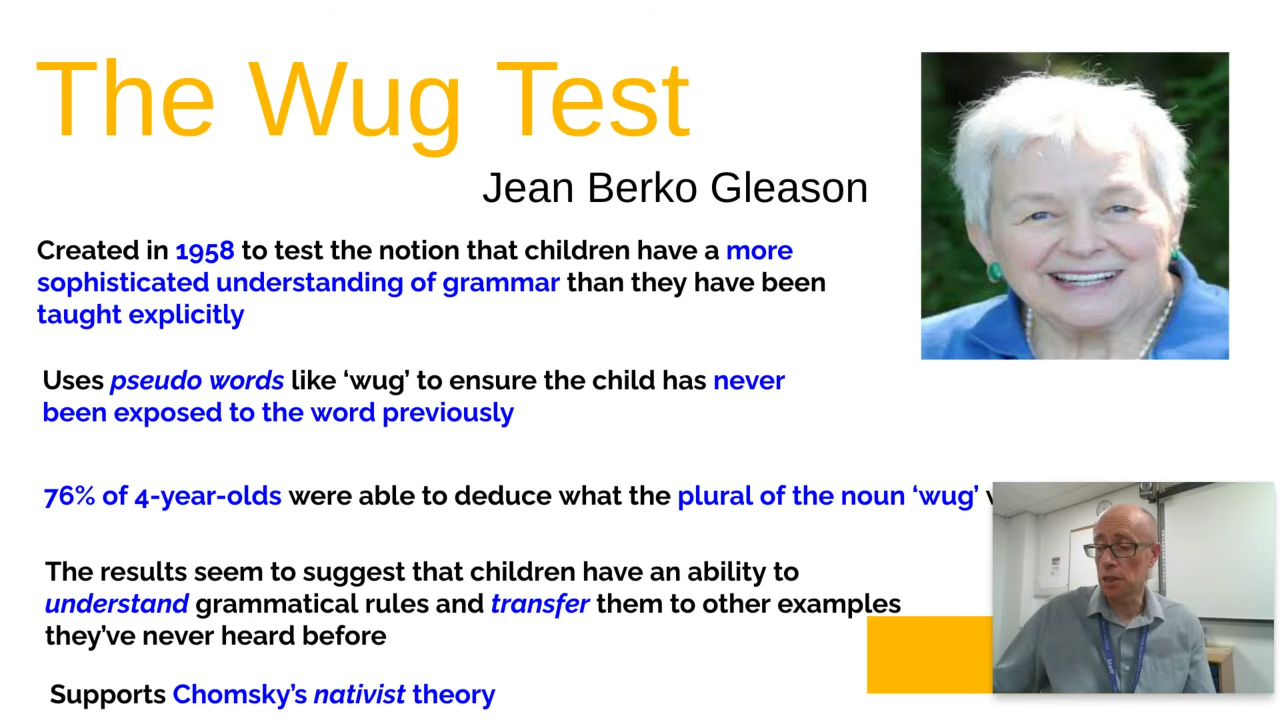 The Wug Test
Jean Berko Gleason
Created in 1958 to test the notion that children have a more
sophisticated understanding of grammar than they have been
taught explicitly
Uses pseudo words like ‘wug’ to ensure the child has never
been exposed to the word previously
76% of 4-year-olds were able to deduce what the plural of the noun ‘wug’
The results seem to suggest that children have an ability to
understand grammatical rules and transfer them to other examples
they’ve never heard before
Supports Chomsky’s nativist theory